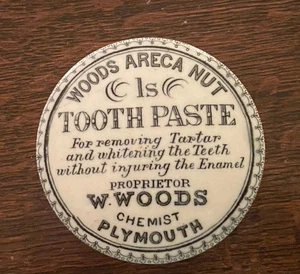 WOODS ARECA NUT
1s
TOOTH PASTE
For removing Tartar
and whitening the Teeth
without injuring the Enamel
PROPRIETOR
W. WOODS
CHEMIST
PLYMOUTH